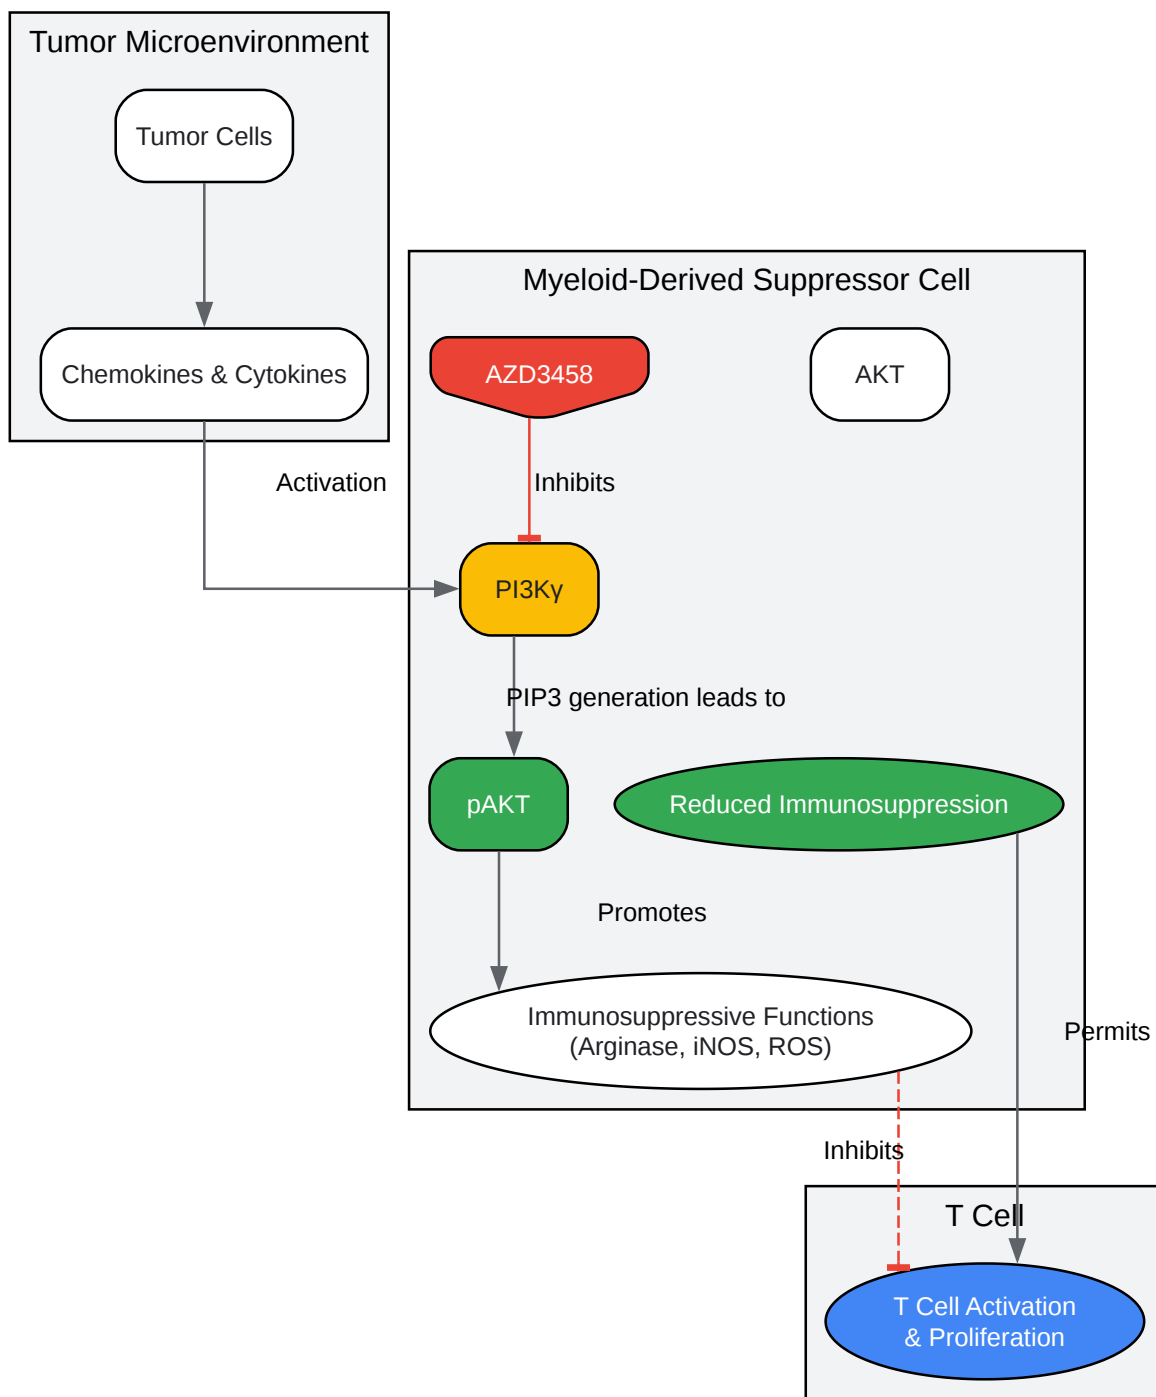 Tumor Microenvironment
Tumor Cells
Chemokines & Cytokines
Activation
Myeloid-Derived Suppressor Cell
AZD3458
AKT
Inhibits
PI3Kγ
PIP3 generation leads to
pAKT
Reduced Immunosuppression
Promotes
Immunosuppressive Functions
(Arginase, iNOS, ROS)
Permits
Inhibits
T Cell
T Cell Activation
& Proliferation